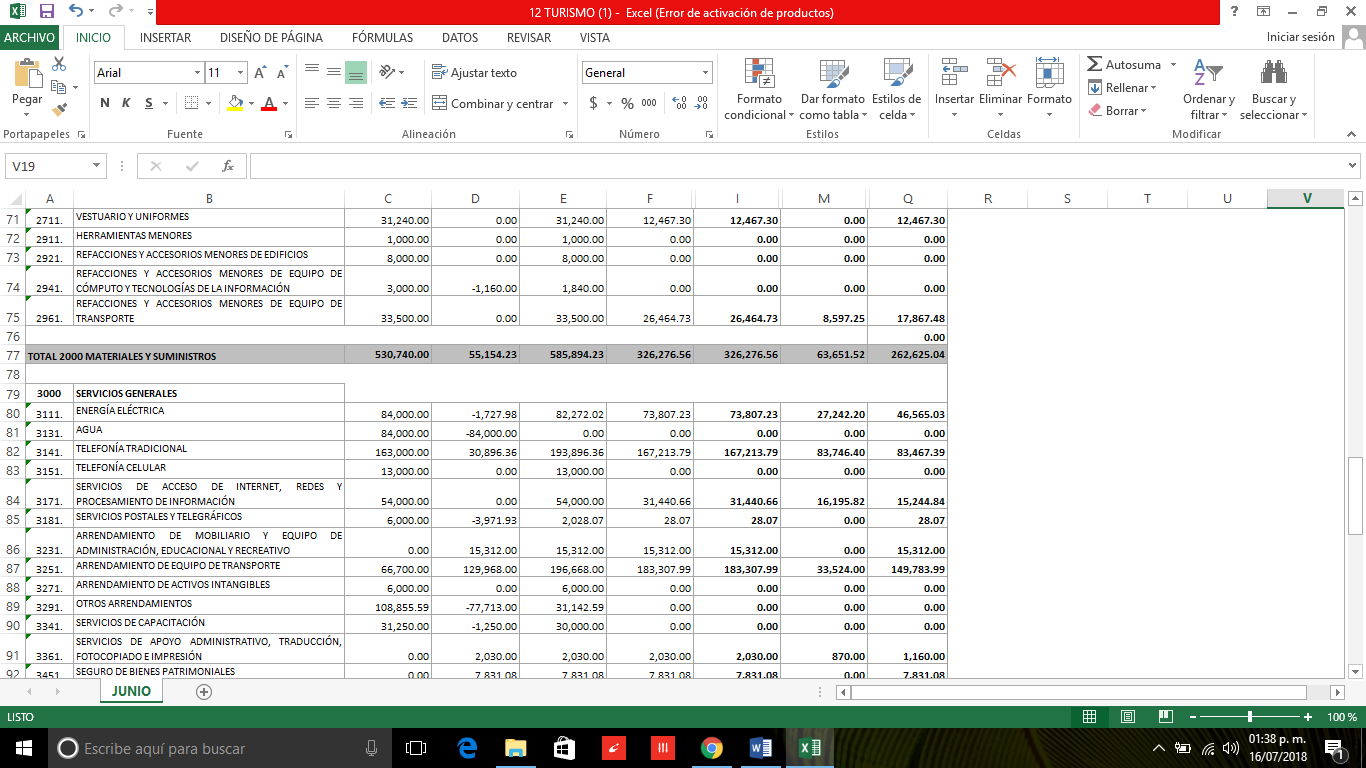 12 TURISMO (1) - Excel (Error de activación de productos)
ARCHIVO INICIO INSERTAR DISEÑO DE PÁGINA FÓRMULAS DATOS REVISAR VISTA Iniciar sesión
Pegar
Arial 11
N K S
Ajustar texto
Combinar y centrar
General
$ % 000
Formato condicional
Dar formato como tabla
Estilos de celda
Insertar Eliminar Formato
Autosuma
Rellenar
Borrar
Ordenar y filtrar
Buscar y seleccionar
Portapapeles Fuente Alineación Número Estilos Celdas Modificar
V19 fx
A B C D E F I M Q R S T U V
71 2711. VESTUARIO Y UNIFORMES 31,240.00 0.00 31,240.00 12,467.30 12,467.30 0.00 12,467.30
72 2911. HERRAMIENTAS MENORES 1,000.00 0.00 1,000.00 0.00 0.00 0.00 0.00
73 2921. REFACCIONES Y ACCESORIOS MENORES DE EDIFICIOS 8,000.00 0.00 8,000.00 0.00 0.00 0.00 0.00
REFACCIONES Y ACCESORIOS MENORES DE EQUIPO DE
74 2941. CÓMPUTO Y TECNOLOGÍAS DE LA INFORMACIÓN 3,000.00 -1,160.00 1,840.00 0.00 0.00 0.00 0.00
REFACCIONES Y ACCESORIOS MENORES DE EQUIPO DE
75 2961. TRANSPORTE 33,500.00 0.00 33,500.00 26,464.73 26,464.73 8,597.25 17,867.48
76 0.00
77 TOTAL 2000 MATERIALES Y SUMINISTROS 530,740.00 55,154.23 585,894.23 326,276.56 326,276.56 63,651.52 262,625.04
78
79 3000 SERVICIOS GENERALES
80 3111. ENERGÍA ELÉCTRICA 84,000.00 -1,727.98 82,272.02 73,807.23 73,807.23 27,242.20 46,565.03
81 3131. AGUA 84,000.00 -84,000.00 0.00 0.00 0.00 0.00 0.00
82 3141. TELEFONÍA TRADICIONAL 163,000.00 30,896.36 193,896.36 167,213.79 167,213.79 83,746.40 83,467.39
83 3151. TELEFONÍA CELULAR 13,000.00 0.00 13,000.00 0.00 0.00 0.00 0.00
SERVICIOS DE ACCESO DE INTERNET, REDES Y
84 3171. PROCESAMIENTO DE INFORMACIÓN 54,000.00 0.00 54,000.00 31,440.66 31,440.66 16,195.82 15,244.84
85 3181. SERVICIOS POSTALES Y TELEGRÁFICOS 6,000.00 -3,971.93 2,028.07 28.07 28.07 0.00 28.07
ARRENDAMIENTO DE MOBILIARIO Y EQUIPO DE
86 3231. ADMINISTRACIÓN, EDUCACIONAL Y RECREATIVO 0.00 15,312.00 15,312.00 15,312.00 15,312.00 0.00 15,312.00
87 3251. ARRENDAMIENTO DE EQUIPO DE TRANSPORTE 66,700.00 129,968.00 196,668.00 183,307.99 183,307.99 33,524.00 149,783.99
88 3271. ARRENDAMIENTO DE ACTIVOS INTANGIBLES 6,000.00 0.00 6,000.00 0.00 0.00 0.00 0.00
89 3291. OTROS ARRENDAMIENTOS 108,855.59 -77,713.00 31,142.59 0.00 0.00 0.00 0.00
90 3341. SERVICIOS DE CAPACITACIÓN 31,250.00 -1,250.00 30,000.00 0.00 0.00 0.00 0.00
SERVICIOS DE APOYO ADMINISTRATIVO, TRADUCCIÓN,
91 3361. FOTOCOPIADO E IMPRESIÓN 0.00 2,030.00 2,030.00 2,030.00 2,030.00 870.00 1,160.00
92 3451. SEGURO DE BIENES PATRIMONIALES 0.00 7,831.08 7,831.08 7,831.08 7,831.08 0.00 7,831.08
JUNIO
LISTO 100 %
Escribe aquí para buscar
01:38 p. m.
16/07/2018
1